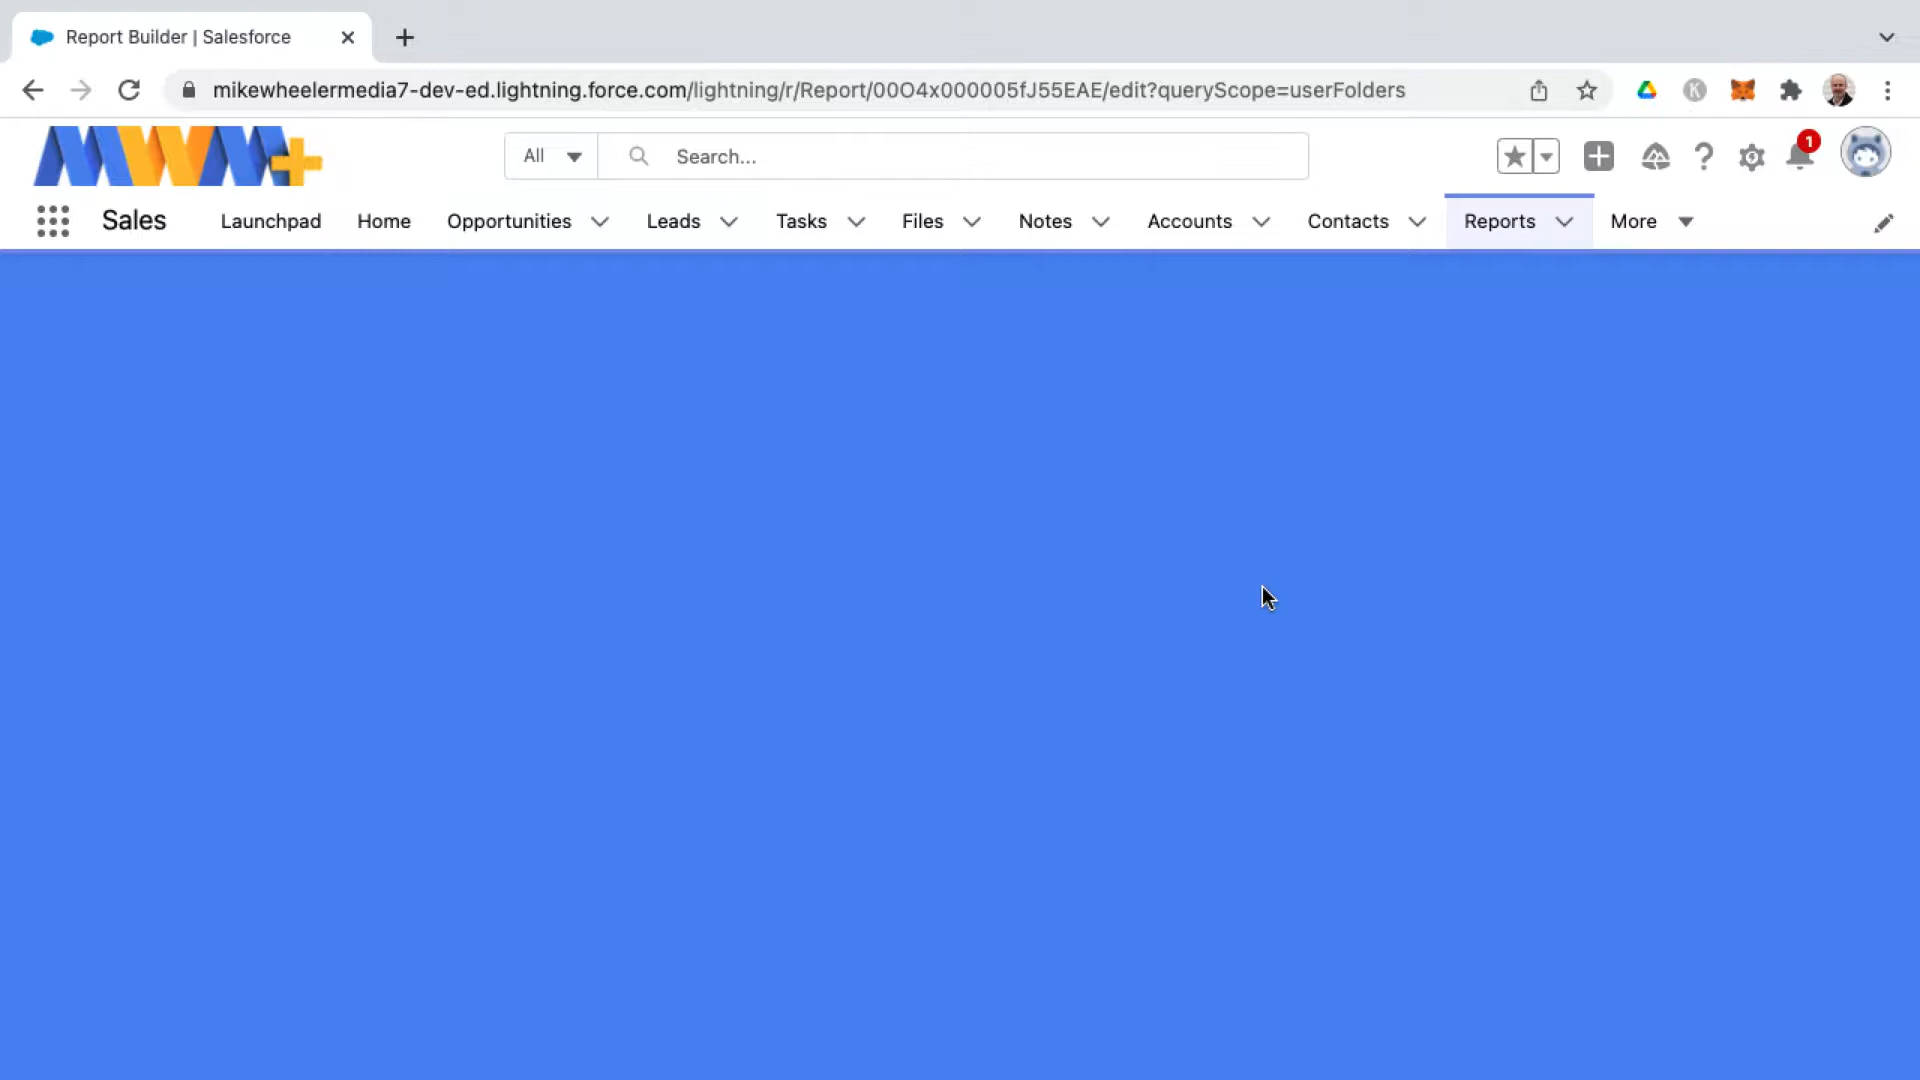 Report Builder | Salesforce
mikewheelermedia7-dev-ed.lightning.force.com/lightning/r/Report/00O4x000005fJ55EAE/edit?queryScope=userFolders
K
MWM+
All
Search...
1
Sales
Launchpad
Home
Opportunities
Leads
Tasks
Files
Notes
Accounts
Contacts
Reports
More